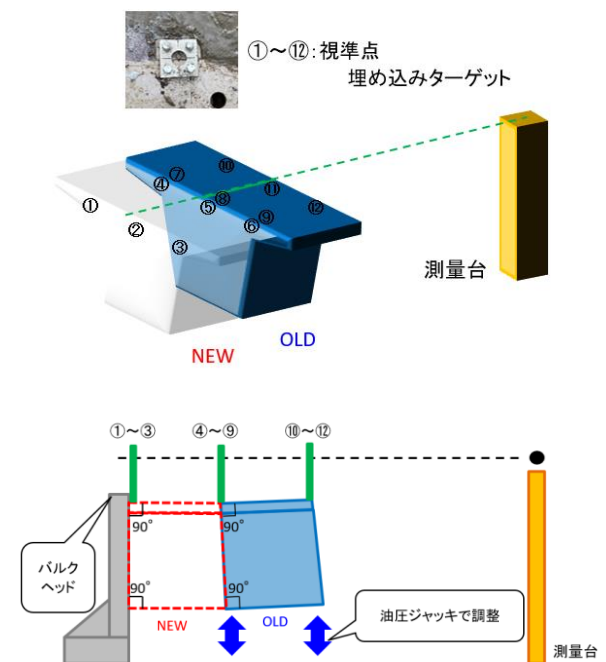 ①～⑫:視準点
埋め込みターゲット
⑩
⑦
④
⑪
⑧
①
⑤
⑫
⑨
②
⑥
③
測量台
OLD
NEW
①～③
④～⑨
⑩～⑫
90°
90°
バルク
ヘッド
90°
90°
油圧ジャッキで調整
NEW
OLD
測量台